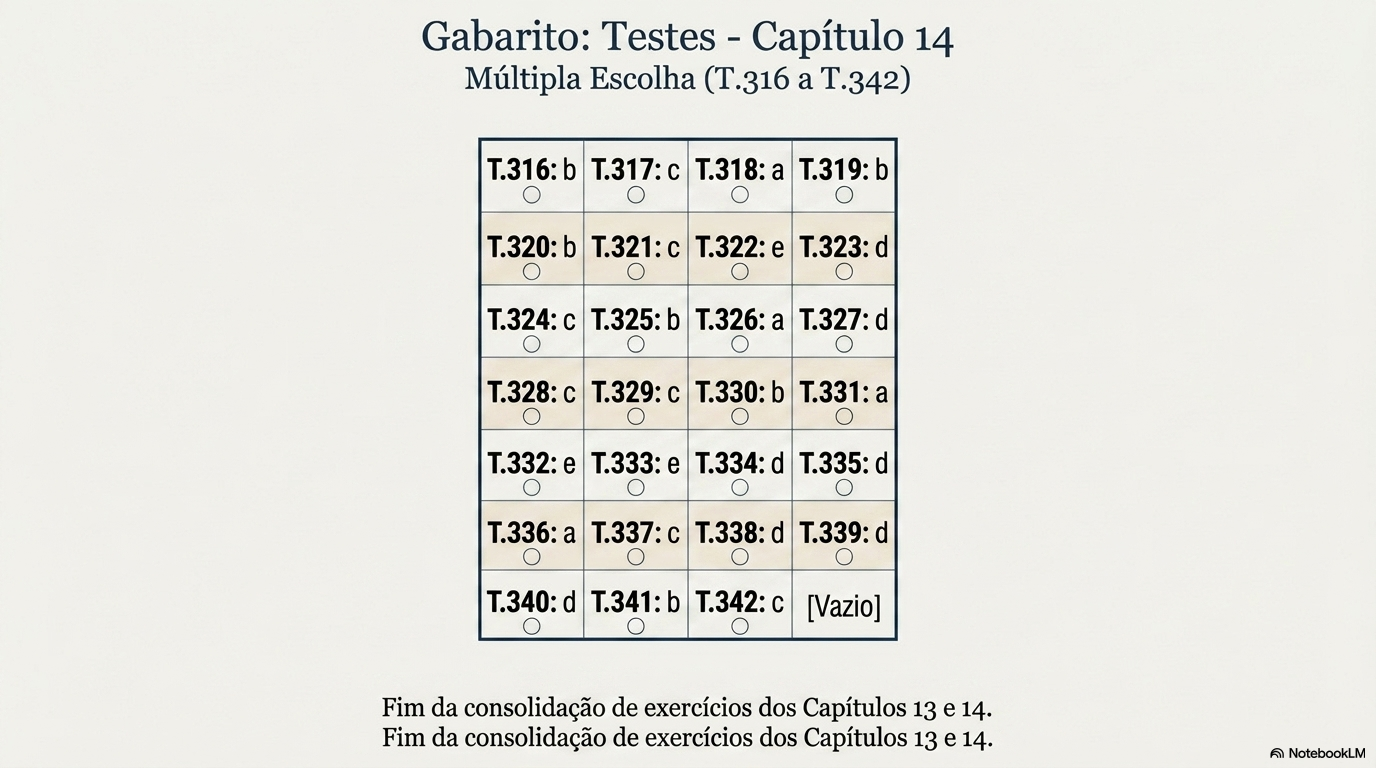 Gabarito: Testes - Capítulo 14
Múltipla Escolha (T.316 a T.342)
T.316: b T.317: c T.318: a T.319: b
T.320: b T.321: c T.322: e T.323: d
T.324: c T.325: b T.326: a T.327: d
T.328: c T.329: c T.330: b T.331: a
T.332: e T.333: e T.334: d T.335: d
T.336: a T.337: c T.338: d T.339: d
T.340: d T.341: b T.342: c [Vazio]
Fim da consolidação de exercícios dos Capítulos 13 e 14.
Fim da consolidação de exercícios dos Capítulos 13 e 14.
NotebookLM